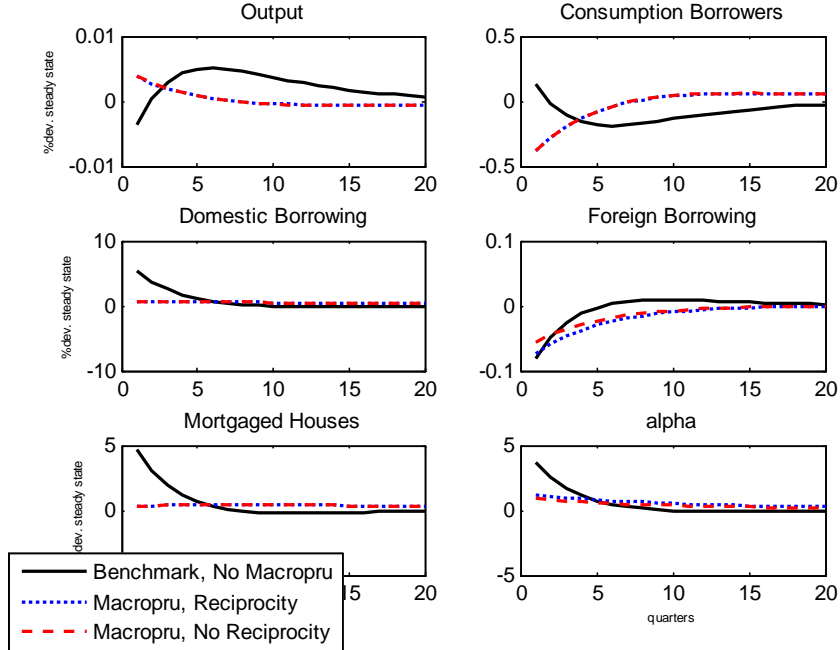 Output
Consumption Borrowers
%dev. steady state
0.01
0
-0.01
0 5 10 15 20
0.5
0
-0.5
0 5 10 15 20
Domestic Borrowing
Foreign Borrowing
%dev. steady state
10
0
-10
0 5 10 15 20
0.1
0
-0.1
0 5 10 15 20
Mortgaged Houses
alpha
dev. steady state
5
0
10 15 20
5
0
-5
0 5 10 15 20
quarters
Benchmark, No Macropru
Macropru, Reciprocity
Macropru, No Reciprocity